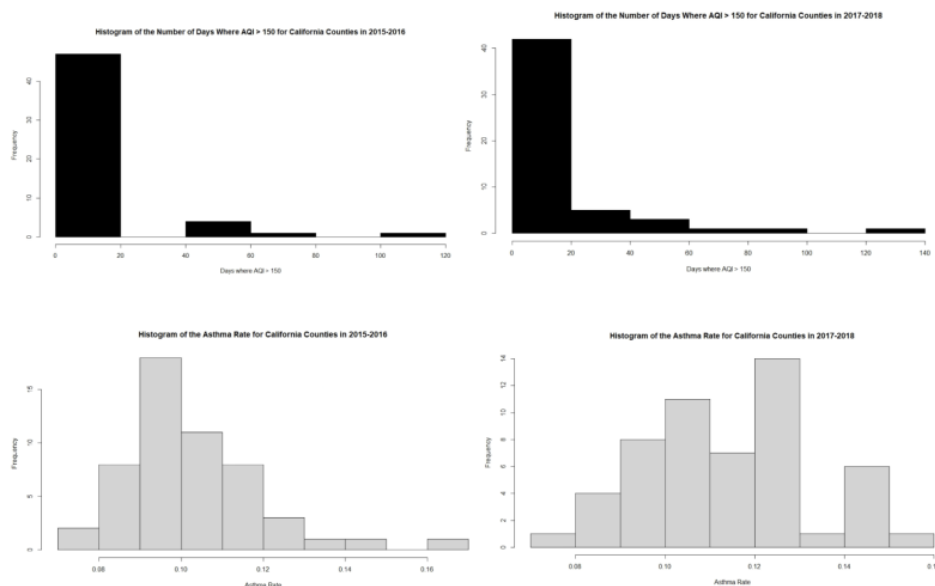 Histogram of the Number of Days Where AQI > 150 for California Counties in 2015-2016
Frequency
0 10 20 30 40
0 20 40 60 80 100 120
Days where AQI > 150
Histogram of the Number of Days Where AQI > 150 for California Counties in 2017-2018
Frequency
0 10 20 30 40
0 20 40 60 80 100 120 140
Days where AQI > 150
Histogram of the Asthma Rate for California Counties in 2015-2016
Frequency
0 5 10 15
0.08 0.10 0.12 0.14 0.16
Asthma Rate
Histogram of the Asthma Rate for California Counties in 2017-2018
Frequency
0 2 4 6 8 10 12 14
0.08 0.10 0.12 0.14
Asthma Rate